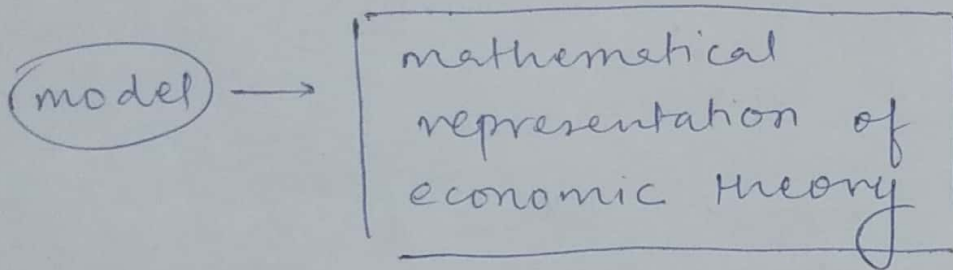 model →
mathematical
representation of
economic theory